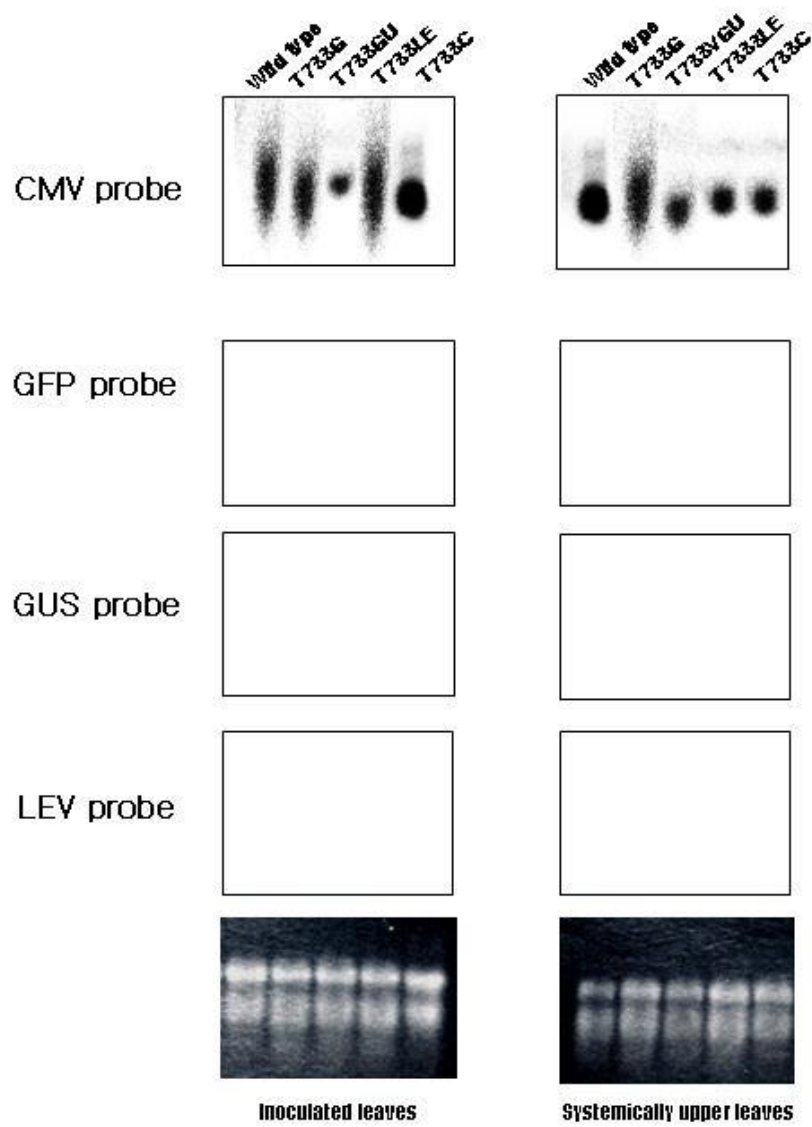 Wild type T733G T733GU T733LE T733C
Wild type T733G T733VGU T733LE T733C
CMV probe
GFP probe
GUS probe
LEV probe
Inoculated leaves
Systemically upper leaves